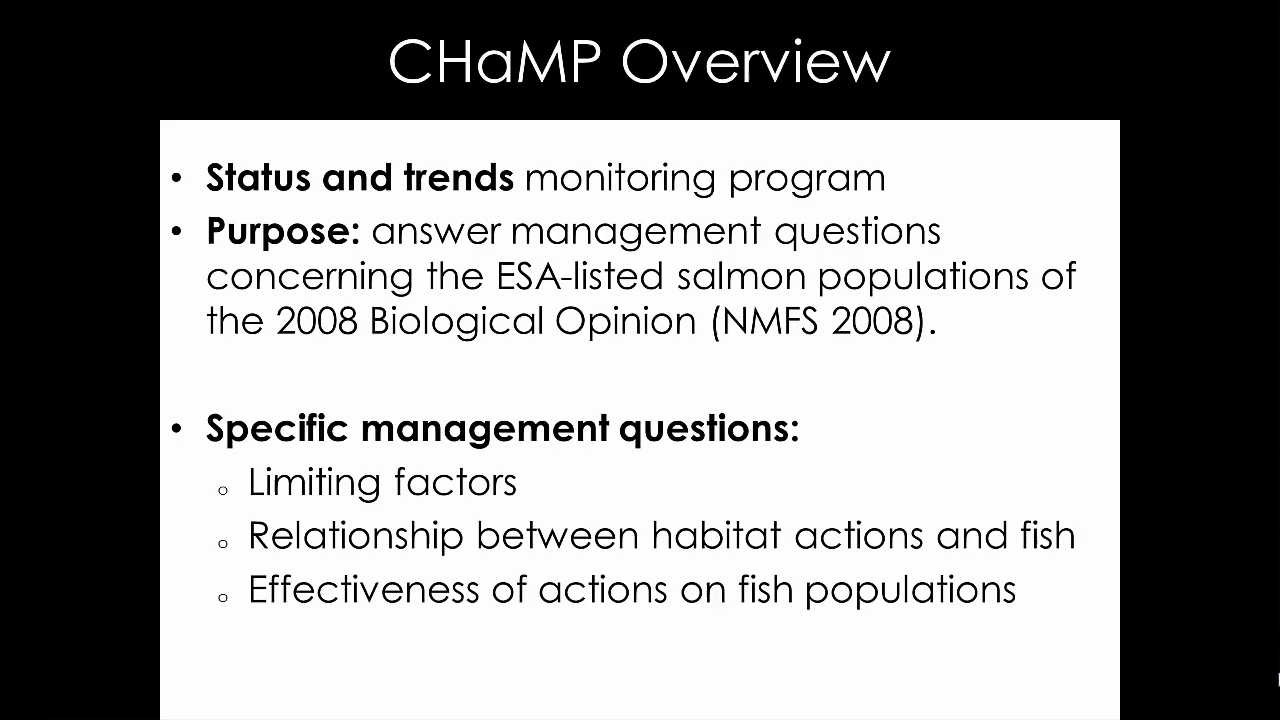 CHaMP Overview
• Status and trends monitoring program
• Purpose: answer management questions
concerning the ESA-listed salmon populations of
the 2008 Biological Opinion (NMFS 2008).
• Specific management questions:
o Limiting factors
o Relationship between habitat actions and fish
o Effectiveness of actions on fish populations